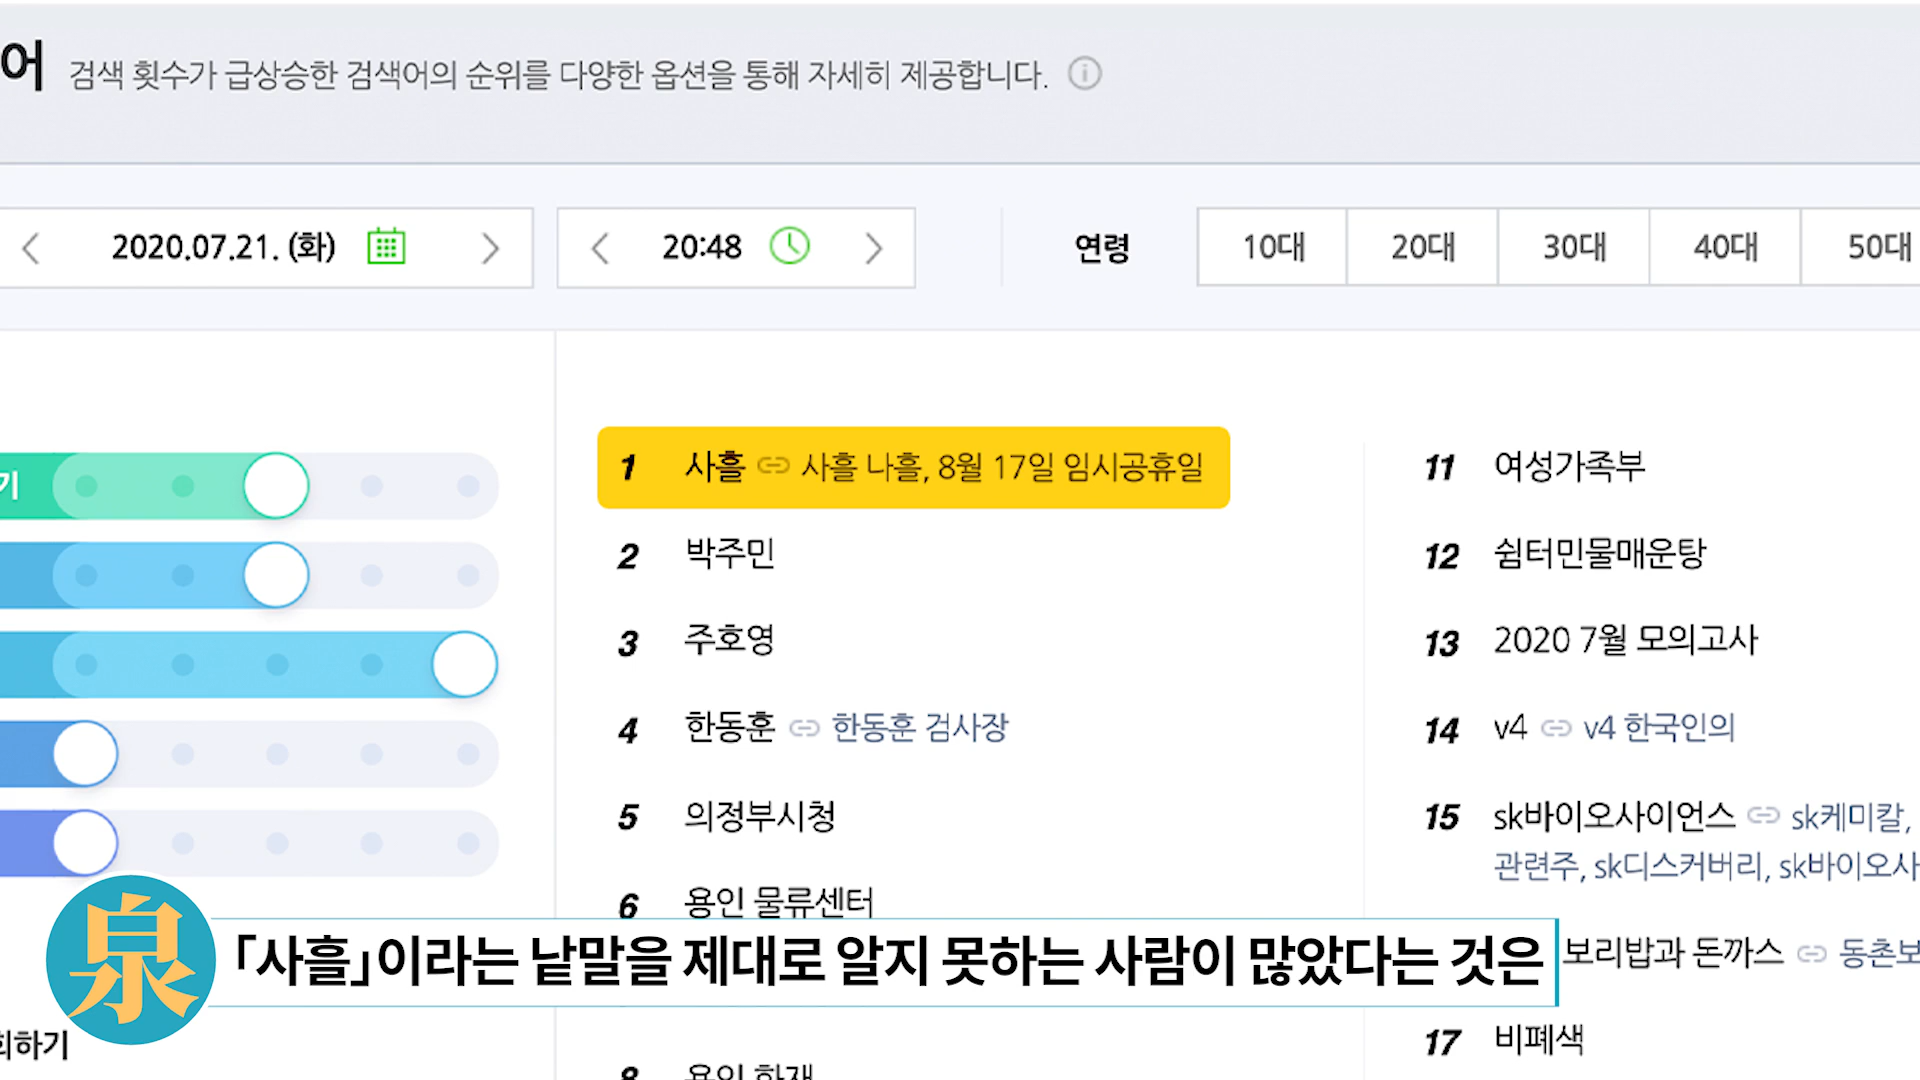 어 검색 횟수가 급상승한 검색어의 순위를 다양한 옵션을 통해 자세히 제공합니다.
2020.07.21. (화) 20:48 연령 10대 20대 30대 40대 50대
기
1 사흘 사흘 나흘, 8월 17일 임시공휴일
2 박주민
3 주호영
4 한동훈 한동훈 검사장
5 의정부시청
6 용인 물류센터
8 용인 화재
11 여성가족부
12 쉼터민물매운탕
13 2020 7월 모의고사
14 v4 v4 한국인의
15 sk바이오사이언스 sk케미칼,
관련주, sk디스커버리, sk바이오사
보리밥과 돈까스 동촌보
17 비폐색
泉 「사흘」이라는 낱말을 제대로 알지 못하는 사람이 많았다는 것은
회하기